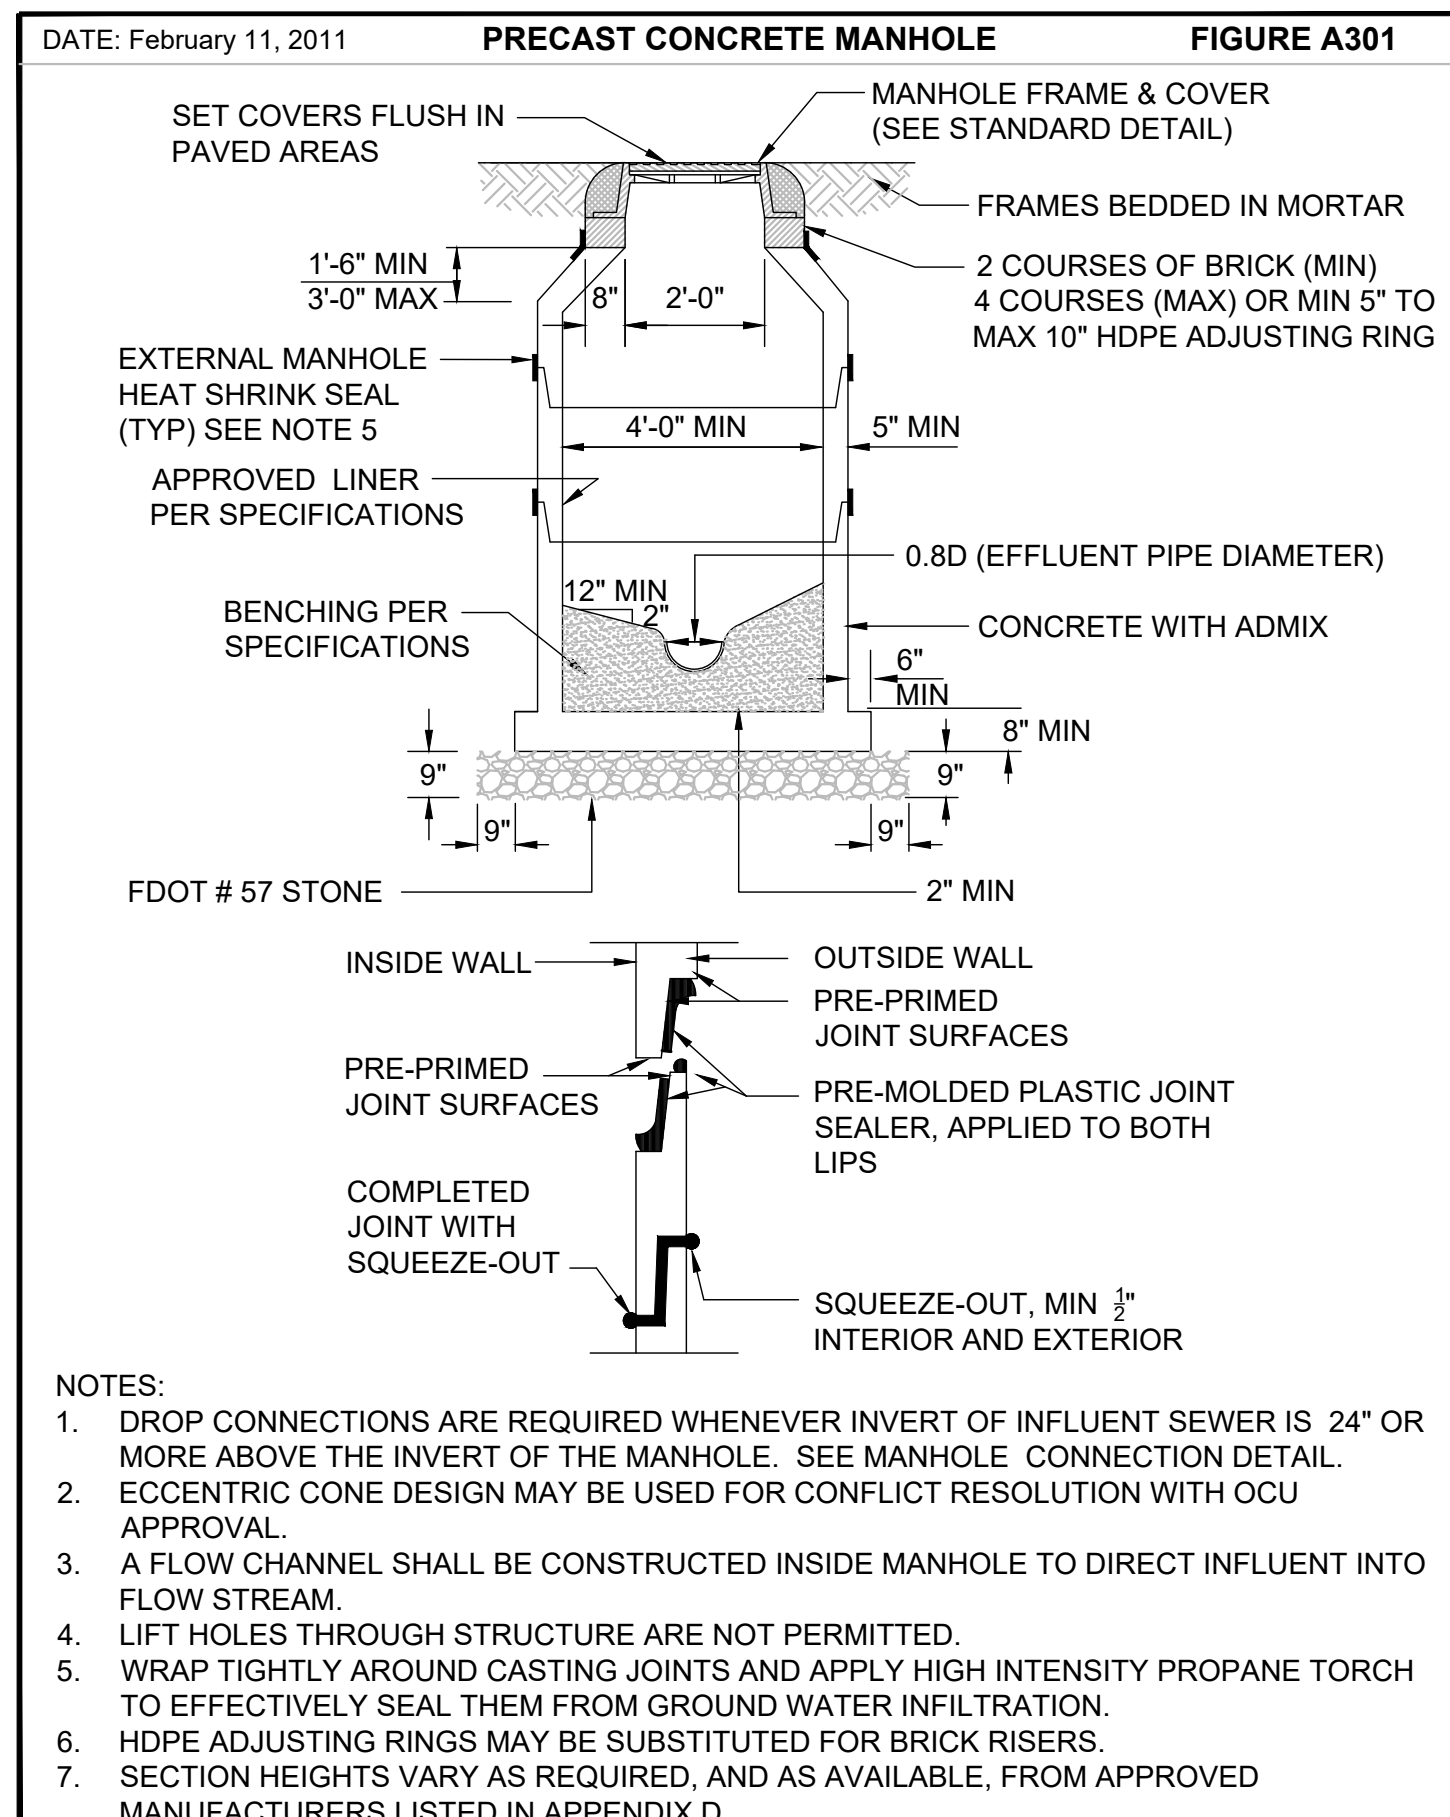 DATE: February 11, 2011 PRECAST CONCRETE MANHOLE FIGURE A301
SET COVERS FLUSH IN
PAVED AREAS
MANHOLE FRAME & COVER
(SEE STANDARD DETAIL)
FRAMES BEDDED IN MORTAR
2 COURSES OF BRICK (MIN)
4 COURSES (MAX) OR MIN 5" TO
MAX 10" HDPE ADJUSTING RING
1'-6" MIN
3'-0" MAX
8"
2'-0"
EXTERNAL MANHOLE
HEAT SHRINK SEAL
(TYP) SEE NOTE 5
4'-0" MIN
5" MIN
APPROVED LINER
PER SPECIFICATIONS
0.8D (EFFLUENT PIPE DIAMETER)
12" MIN
2"
BENCHING PER
SPECIFICATIONS
CONCRETE WITH ADMIX
6"
MIN
8" MIN
9"
9"
9"
9"
FDOT # 57 STONE
2" MIN
INSIDE WALL
OUTSIDE WALL
PRE-PRIMED
JOINT SURFACES
PRE-PRIMED
JOINT SURFACES
PRE-MOLDED PLASTIC JOINT
SEALER, APPLIED TO BOTH
LIPS
COMPLETED
JOINT WITH
SQUEEZE-OUT
SQUEEZE-OUT, MIN ½"
INTERIOR AND EXTERIOR
NOTES:
1. DROP CONNECTIONS ARE REQUIRED WHENEVER INVERT OF INFLUENT SEWER IS 24" OR
MORE ABOVE THE INVERT OF THE MANHOLE. SEE MANHOLE CONNECTION DETAIL.
2. ECCENTRIC CONE DESIGN MAY BE USED FOR CONFLICT RESOLUTION WITH OCU
APPROVAL.
3. A FLOW CHANNEL SHALL BE CONSTRUCTED INSIDE MANHOLE TO DIRECT INFLUENT INTO
FLOW STREAM.
4. LIFT HOLES THROUGH STRUCTURE ARE NOT PERMITTED.
5. WRAP TIGHTLY AROUND CASTING JOINTS AND APPLY HIGH INTENSITY PROPANE TORCH
TO EFFECTIVELY SEAL THEM FROM GROUND WATER INFILTRATION.
6. HDPE ADJUSTING RINGS MAY BE SUBSTITUTED FOR BRICK RISERS.
7. SECTION HEIGHTS VARY AS REQUIRED, AND AS AVAILABLE, FROM APPROVED
MANUFACTURERS LISTED IN APPENDIX D